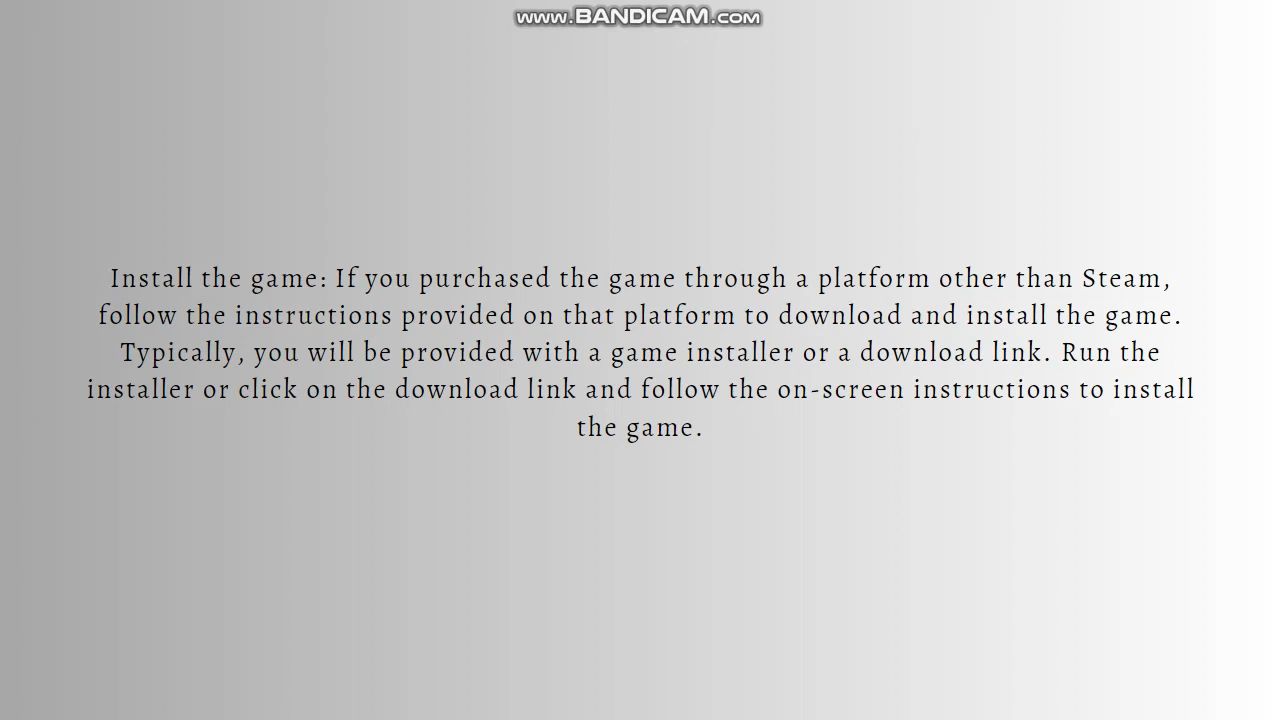 www.BANDICAM.com
Install the game: If you purchased the game through a platform other than Steam,
follow the instructions provided on that platform to download and install the game.
Typically, you will be provided with a game installer or a download link. Run the
installer or click on the download link and follow the on-screen instructions to install
the game.